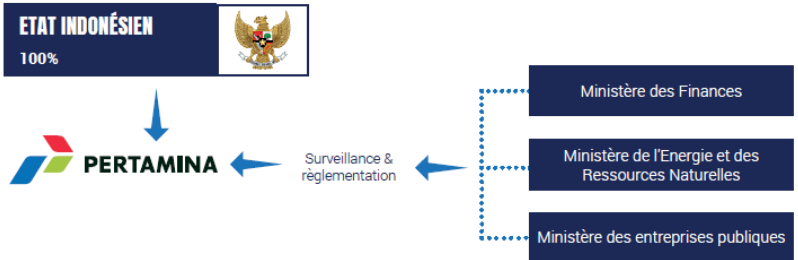 ETAT INDONÉSIEN
100%
PERTAMINA
Surveillance &
règlementation
Ministère des Finances
Ministère de l'Energie et des
Ressources Naturelles
Ministère des entreprises publiques